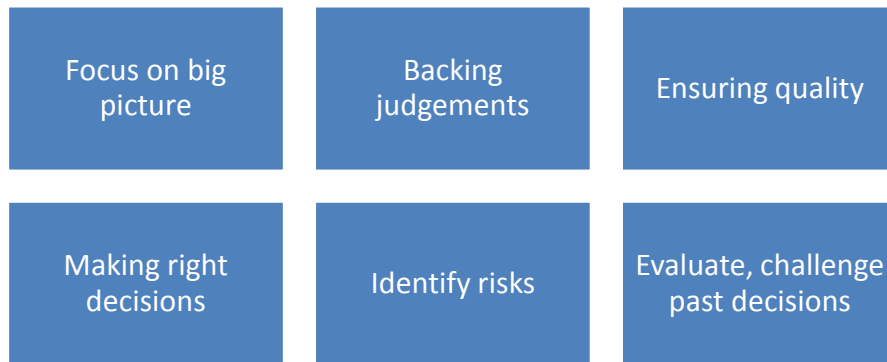 Focus on big
picture
Backing
judgements
Ensuring quality
Making right
decisions
Identify risks
Evaluate, challenge
past decisions